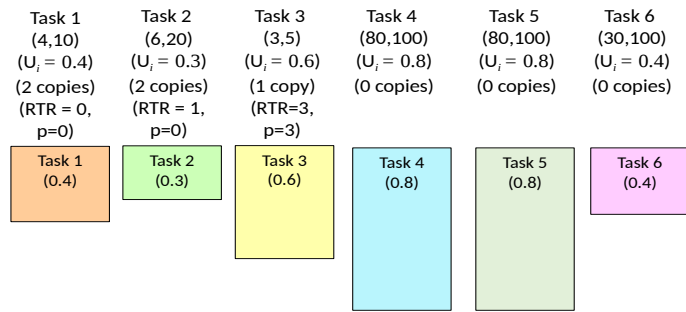 Task 1
(4,10)
(Uᵢ = 0.4)
(2 copies)
(RTR = 0,
p=0)
Task 2
(6,20)
(Uᵢ = 0.3)
(2 copies)
(RTR = 1,
p=0)
Task 3
(3,5)
(Uᵢ = 0.6)
(1 copy)
(RTR=3,
p=3)
Task 4
(80,100)
(Uᵢ = 0.8)
(0 copies)
Task 5
(80,100)
(Uᵢ = 0.8)
(0 copies)
Task 6
(30,100)
(Uᵢ = 0.4)
(0 copies)
Task 1
(0.4)
Task 2
(0.3)
Task 3
(0.6)
Task 4
(0.8)
Task 5
(0.8)
Task 6
(0.4)